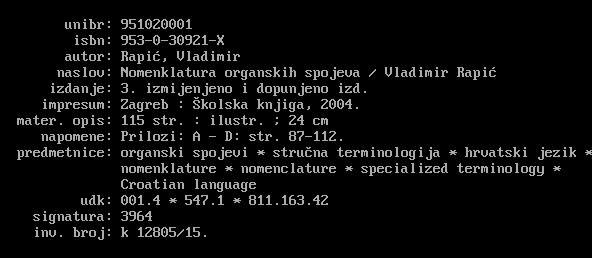 unibr: 951020001
isbn: 953-0-30921-X
autor: Rapić, Vladimir
naslov: Nomenklatura organskih spojeva / Vladimir Rapić
izdanje: 3. izmijenjeno i dopunjeno izd.
impresum: Zagreb : Školska knjiga, 2004.
mater. opis: 115 str. : ilustr. ; 24 cm
napomene: Prilozi: A - D: str. 87-112.
predmetnice: organski spojevi * stručna terminologija * hrvatski jezik *
nomenklature * nomenclature * specialized terminology *
Croatian language
udk: 001.4 * 547.1 * 811.163.42
signatura: 3964
inv. broj: k 12805/15.